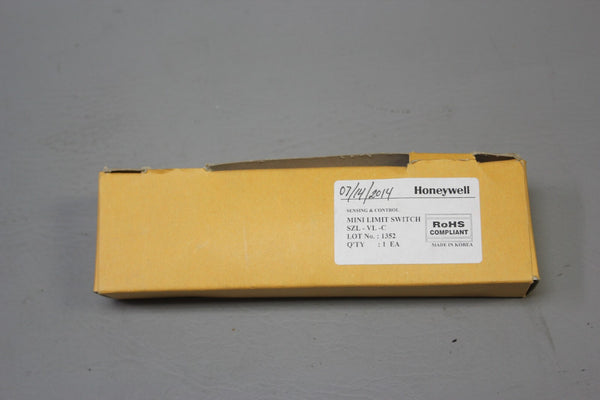 07/14/2014 Honeywell
SENSING & CONTROL
MINI LIMIT SWITCH
SZL - VL - C
LOT No. : 1352
Q'TY : 1 EA
RoHS
COMPLIANT
MADE IN KOREA